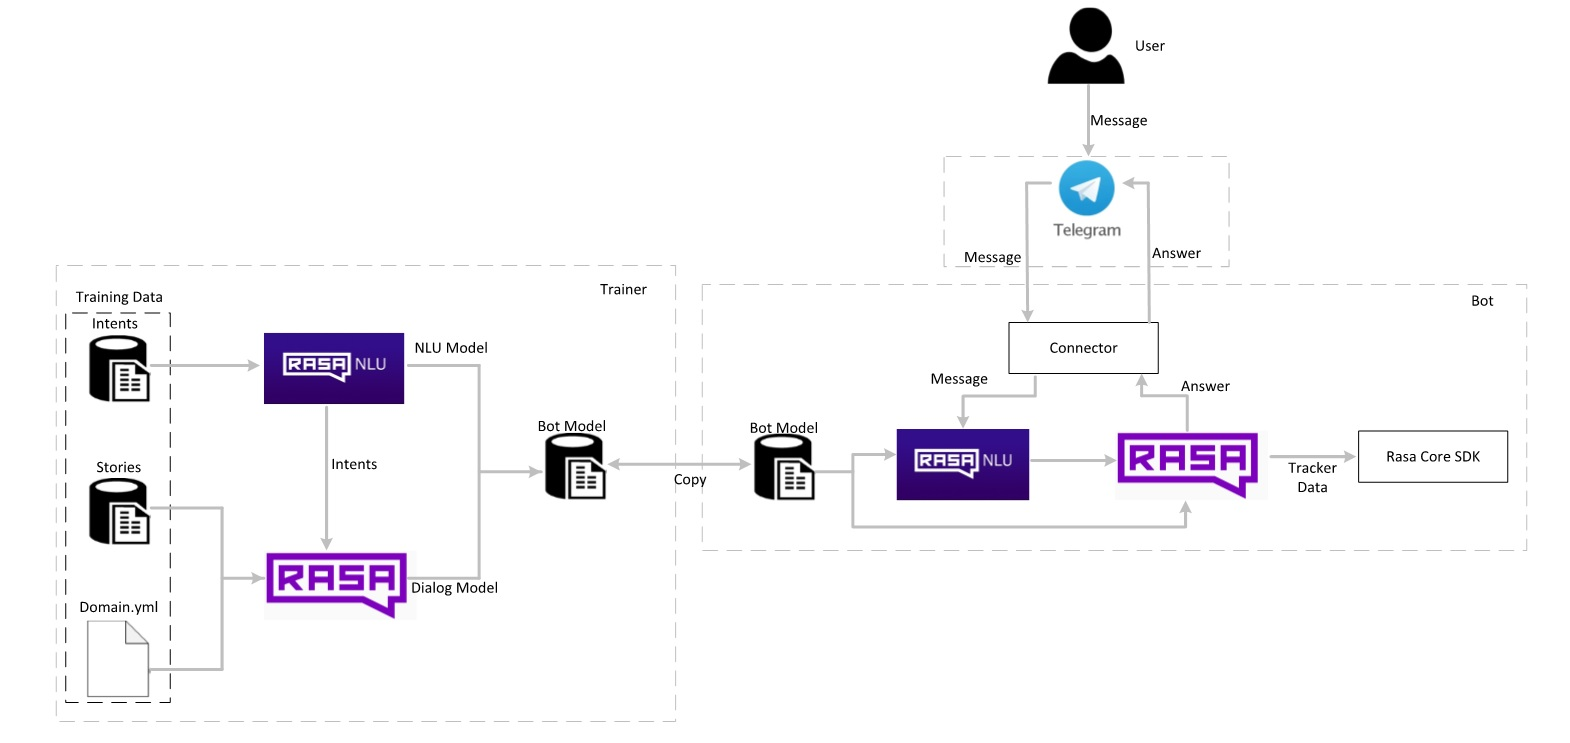 User
Message
Telegram
Message
Answer
Trainer
Training Data
Intents
RASA NLU
NLU Model
Intents
Stories
Domain.yml
RASA
Dialog Model
Bot Model
Copy
Bot
Connector
Message
Answer
Bot Model
RASA NLU
RASA
Tracker
Data
Rasa Core SDK